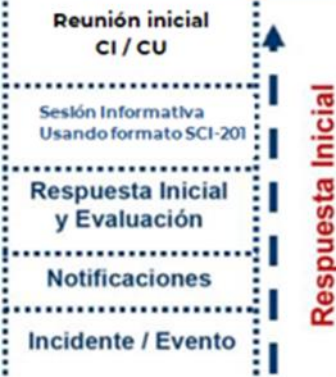 Reunión inicial
CI / CU
Sesión Informativa
Usando formato SCI-201
Respuesta Inicial
y Evaluación
Notificaciones
Incidente / Evento
Respuesta Inicial